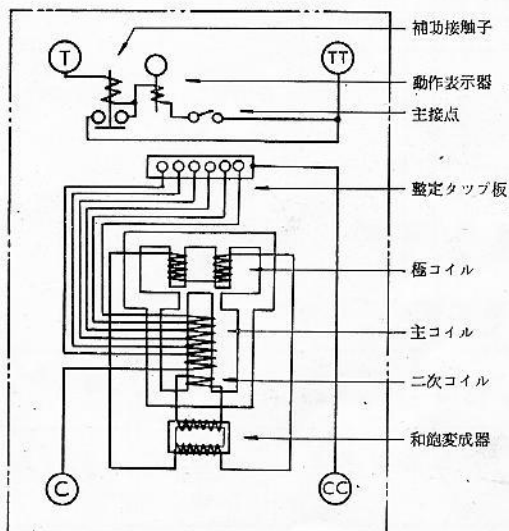 補助接触子
T
TT
動作表示器
主接点
整定タップ板
極コイル
主コイル
二次コイル
和飽変成器
C
CC